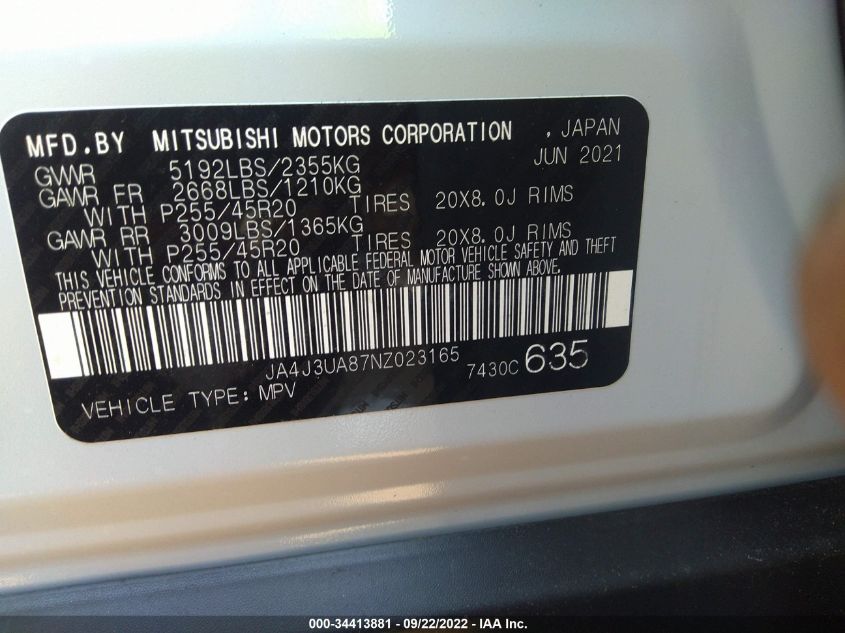 MFD.BY MITSUBISHI MOTORS CORPORATION , JAPAN
GVWR 5192LBS/2355KG JUN 2021
GAWR FR 2668LBS/1210KG
WITH P255/45R20 TIRES 20X8.0J RIMS
GAWR RR 3009LBS/1365KG
WITH P255/45R20 TIRES 20X8.0J RIMS
THIS VEHICLE CONFORMS TO ALL APPLICABLE FEDERAL MOTOR VEHICLE SAFETY AND THEFT
PREVENTION STANDARDS IN EFFECT ON THE DATE OF MANUFACTURE SHOWN ABOVE.
JA4J3UA87NZ023165 7430C 635
VEHICLE TYPE: MPV
000-34413881 - 09/22/2022 - IAA Inc.